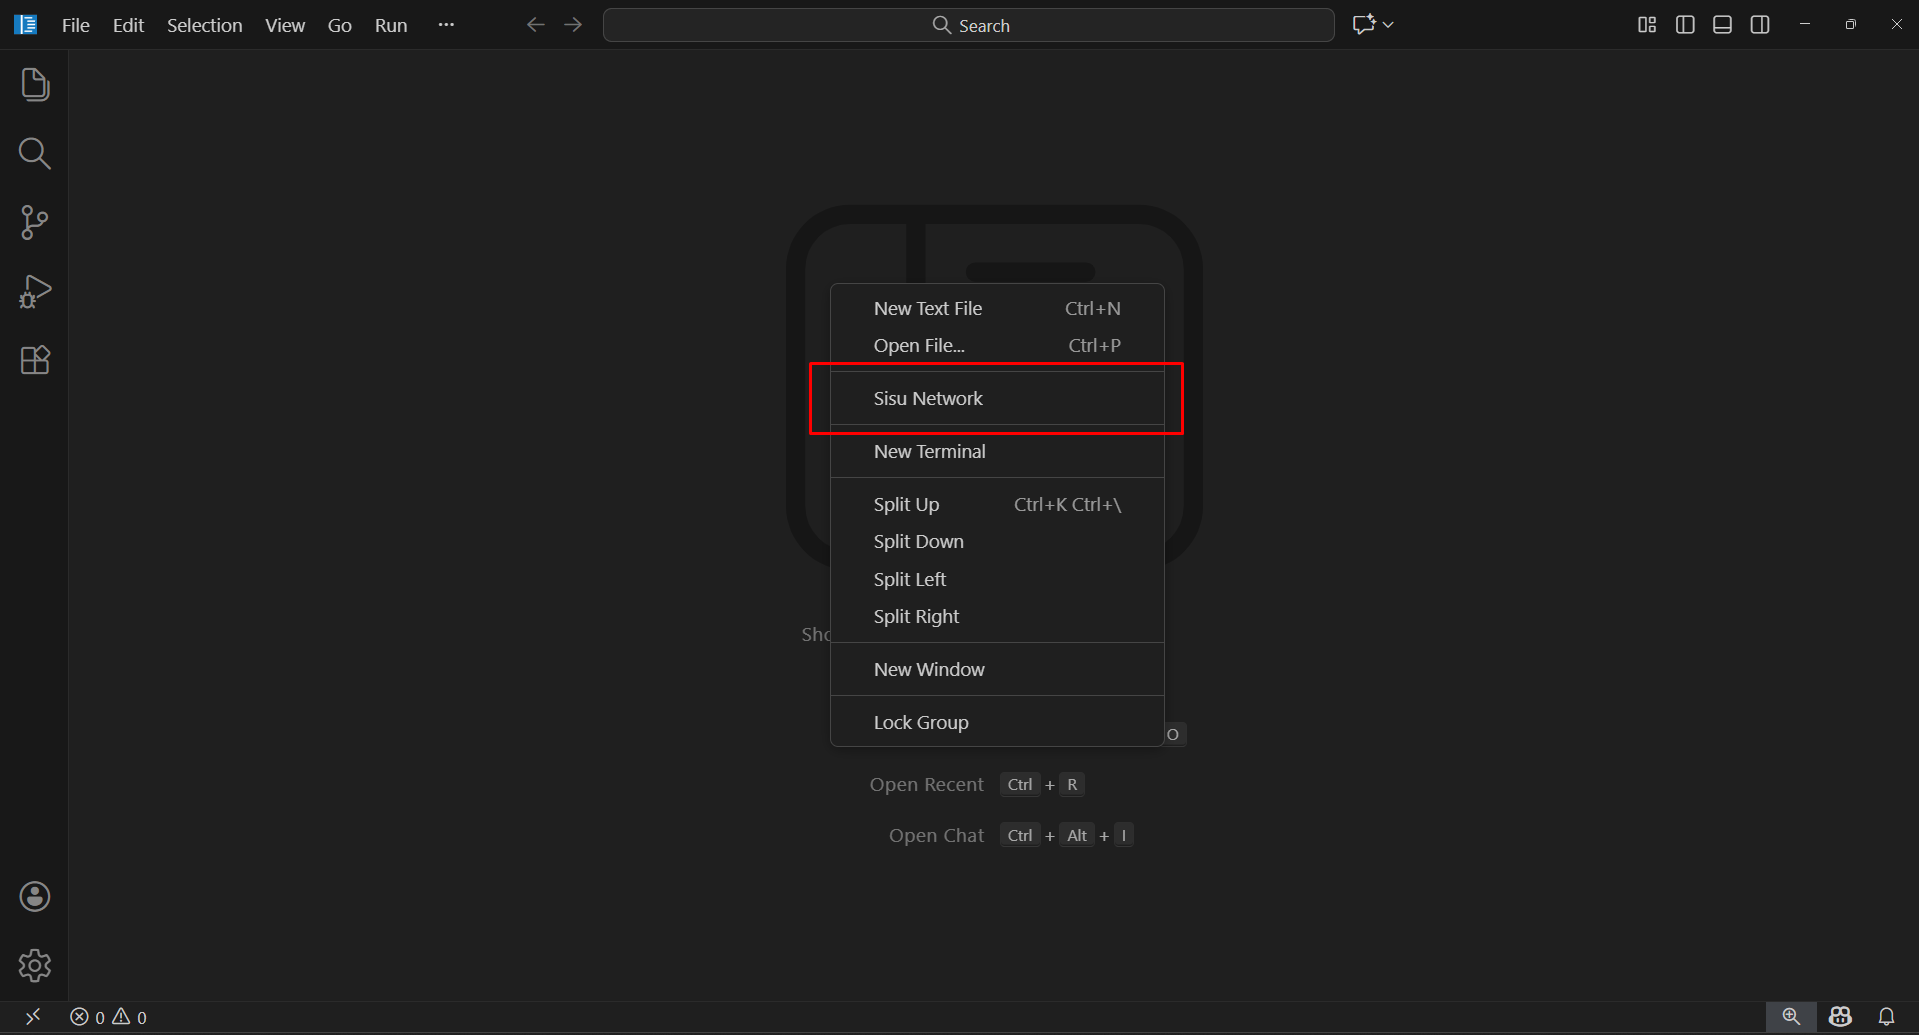 File Edit Selection View Go Run ···
Search
New Text File Ctrl+N
Open File... Ctrl+P
Sisu Network
New Terminal
Split Up Ctrl+K Ctrl+\
Split Down
Split Left
Split Right
New Window
Lock Group
O
Open Recent Ctrl + R
Open Chat Ctrl + Alt + I
0 0